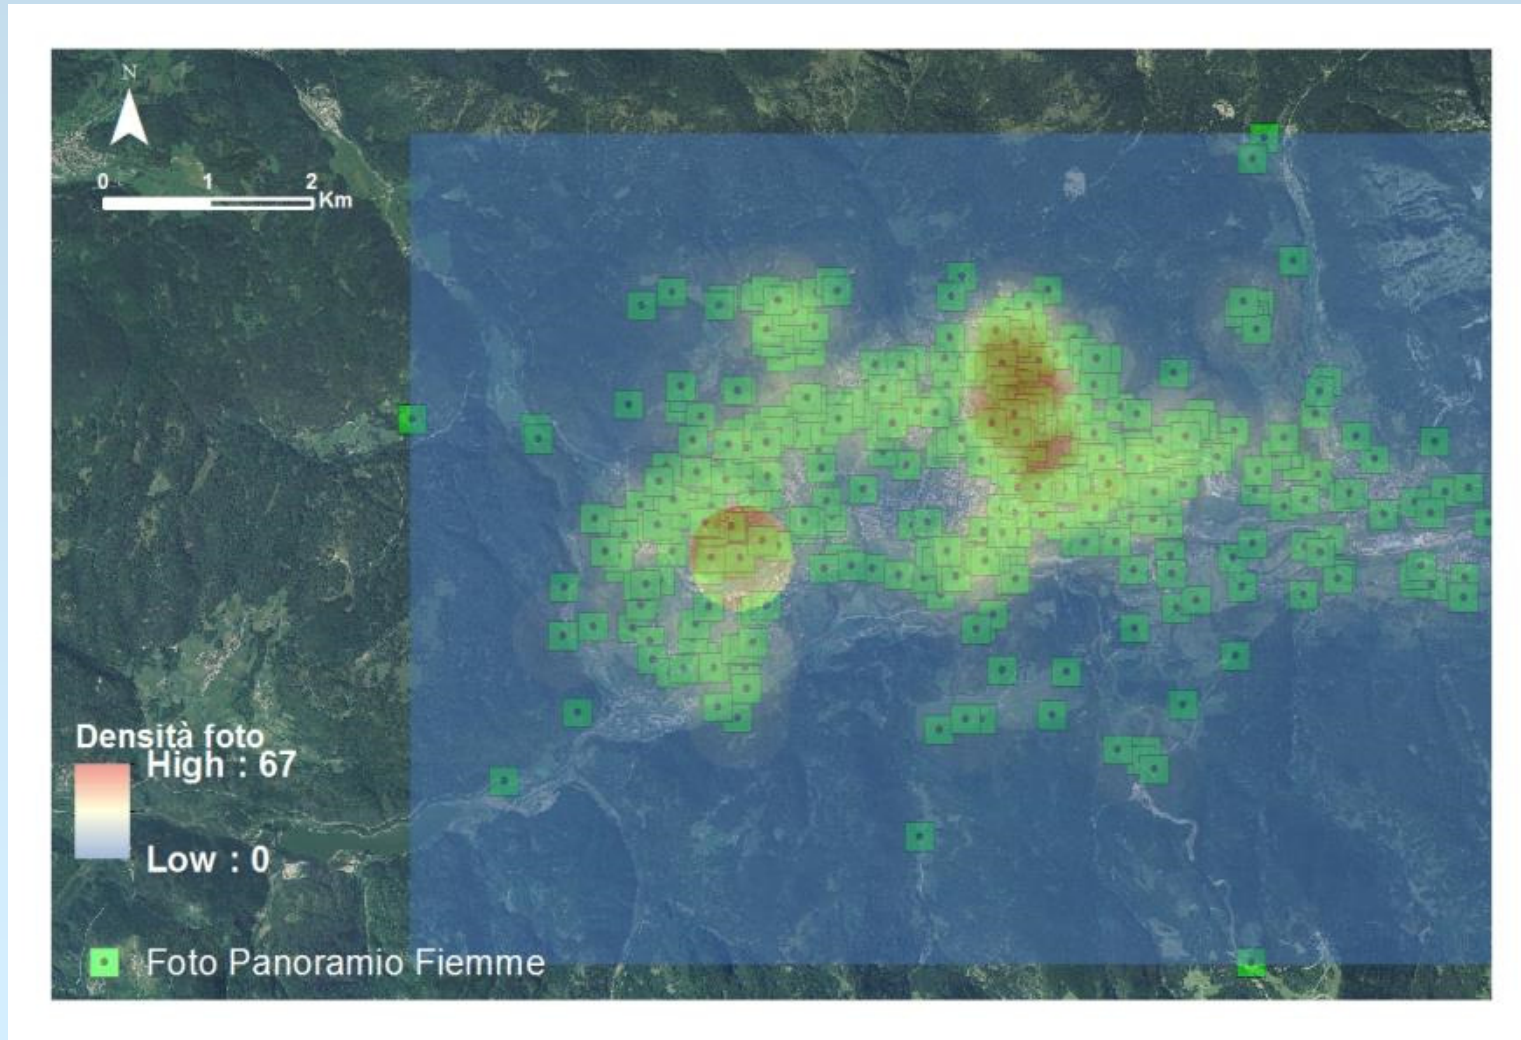 N
0 1 2
Km
Densità foto
High : 67
Low : 0
Foto Panoramio Fiemme